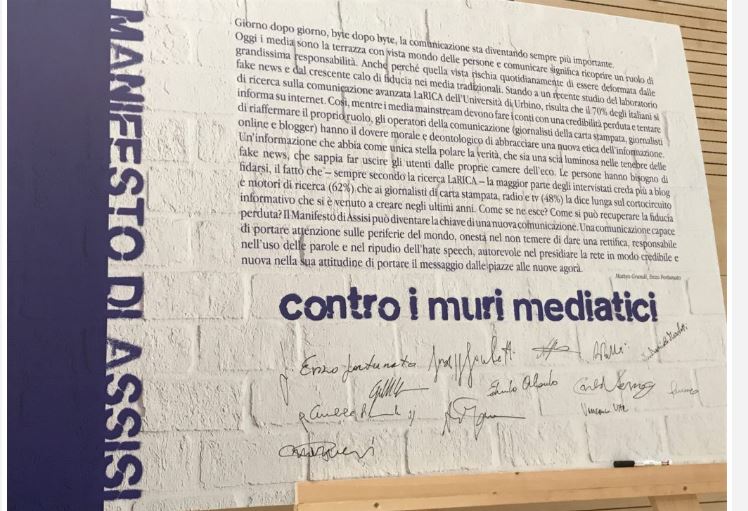 MANIFESTO DI ASSISI
Giorno dopo giorno, byte dopo byte, la comunicazione sta diventando sempre più importante.
Oggi i media sono la terrazza con vista mondo delle persone e comunicare significa ricoprire un ruolo di
grandissima responsabilità. Anche perché quella vista rischia quotidianamente di essere deformata dalle
fake news e dal crescente calo di fiducia nei media tradizionali. Stando a un recente studio del laboratorio
di ricerca sulla comunicazione avanzata LaRICA dell'Università di Urbino, risulta che il 70% degli italiani si
informa su internet. Così, mentre i media mainstream devono fare i conti con una credibilità perduta e tentare
di riaffermare il proprio ruolo, gli operatori della comunicazione (giornalisti della carta stampata, giornalisti
online e blogger) hanno il dovere morale e deontologico di abbracciare una nuova etica dell'informazione.
Un'informazione che abbia come unica stella polare la verità, che sia una scia luminosa nelle tenebre delle
fake news, che sappia far uscire gli utenti dalle proprie camere dell'eco. Le persone hanno bisogno di
fidarsi, il fatto che – sempre secondo la ricerca LaRICA – la maggior parte degli intervistati creda più a blog
e motori di ricerca (62%) che ai giornalisti di carta stampata, radio e tv (48%) la dice lunga sul cortocircuito
informativo che si è venuto a creare negli ultimi anni. Come se ne esce? Come si può recuperare la fiducia
perduta? Il Manifesto di Assisi può diventare la chiave di una nuova comunicazione. Una comunicazione capace
di portare attenzione sulle periferie del mondo, onesta nel non temere di dare una rettifica, responsabile
nell'uso delle parole e nel ripudio dell'hate speech, autorevole nel presidiare la rete in modo credibile e
nuova nella sua attitudine di portare il messaggio dalle piazze alle nuove agorà.
Enzo Fortunato
contro i muri mediatici
Enzo Fortunato